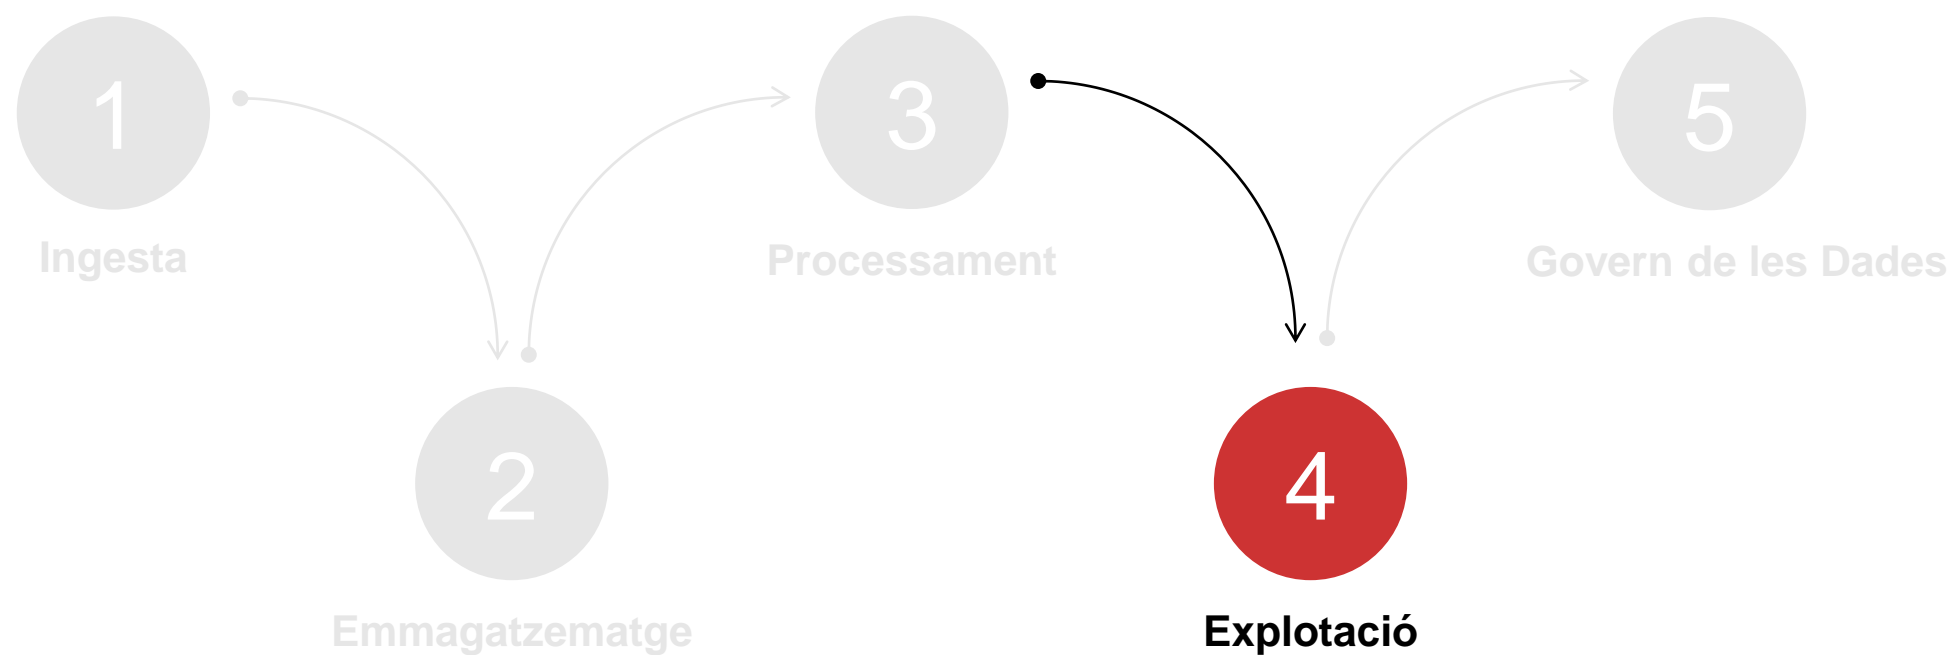 1
Ingesta
2
Emmagatzematge
3
Processament
4
Explotació
5
Govern de les Dades